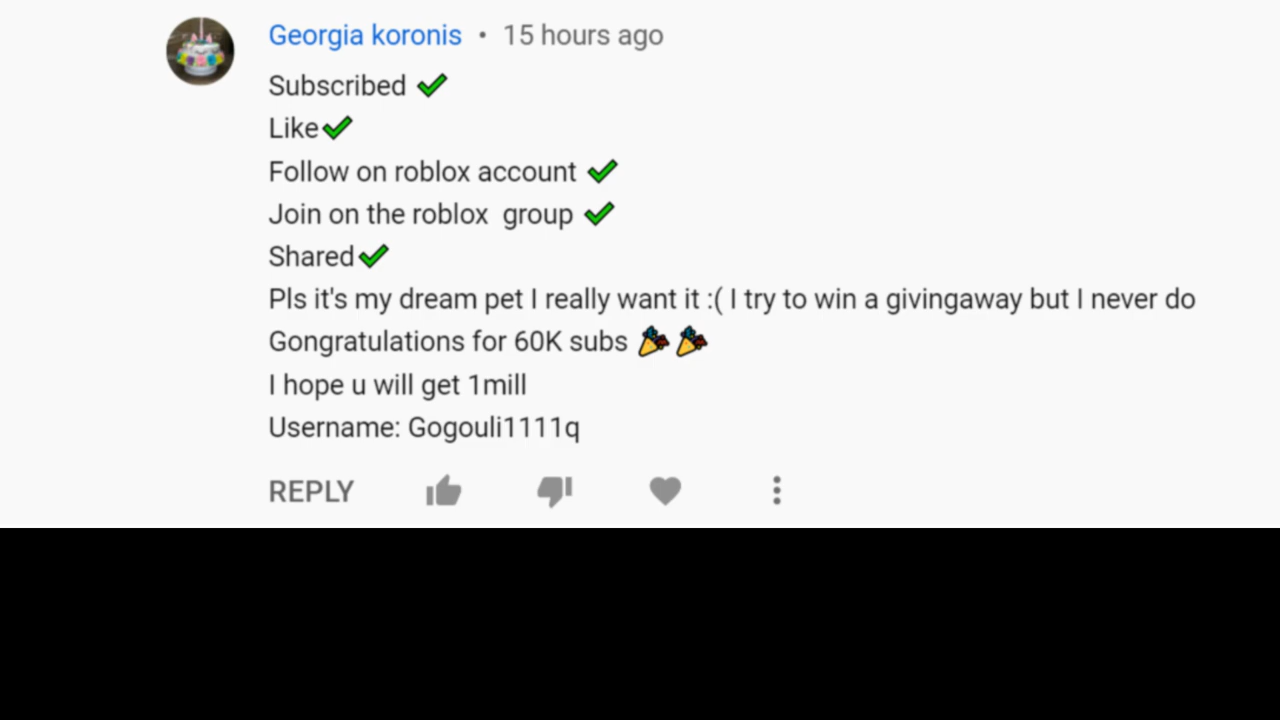 Georgia koronis • 15 hours ago
Subscribed ✔
Like✔
Follow on roblox account ✔
Join on the roblox  group ✔
Shared✔
Pls it's my dream pet I really want it :( I try to win a givingaway but I never do
Gongratulations for 60K subs 🎉 🎉
I hope u will get 1mill
Username: Gogouli1111q
REPLY